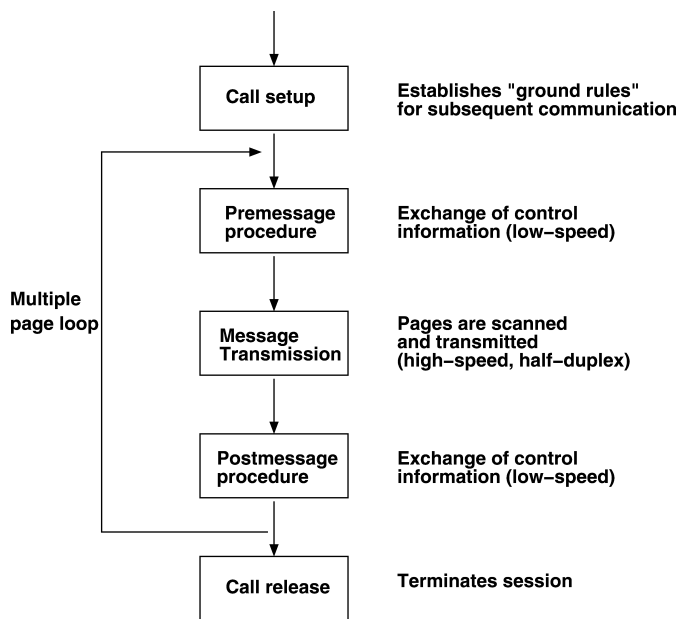 Call setup
Establishes "ground rules"
for subsequent communication
Premessage
procedure
Exchange of control
information (low–speed)
Multiple
page loop
Message
Transmission
Pages are scanned
and transmitted
(high–speed, half–duplex)
Postmessage
procedure
Exchange of control
information (low–speed)
Call release
Terminates session